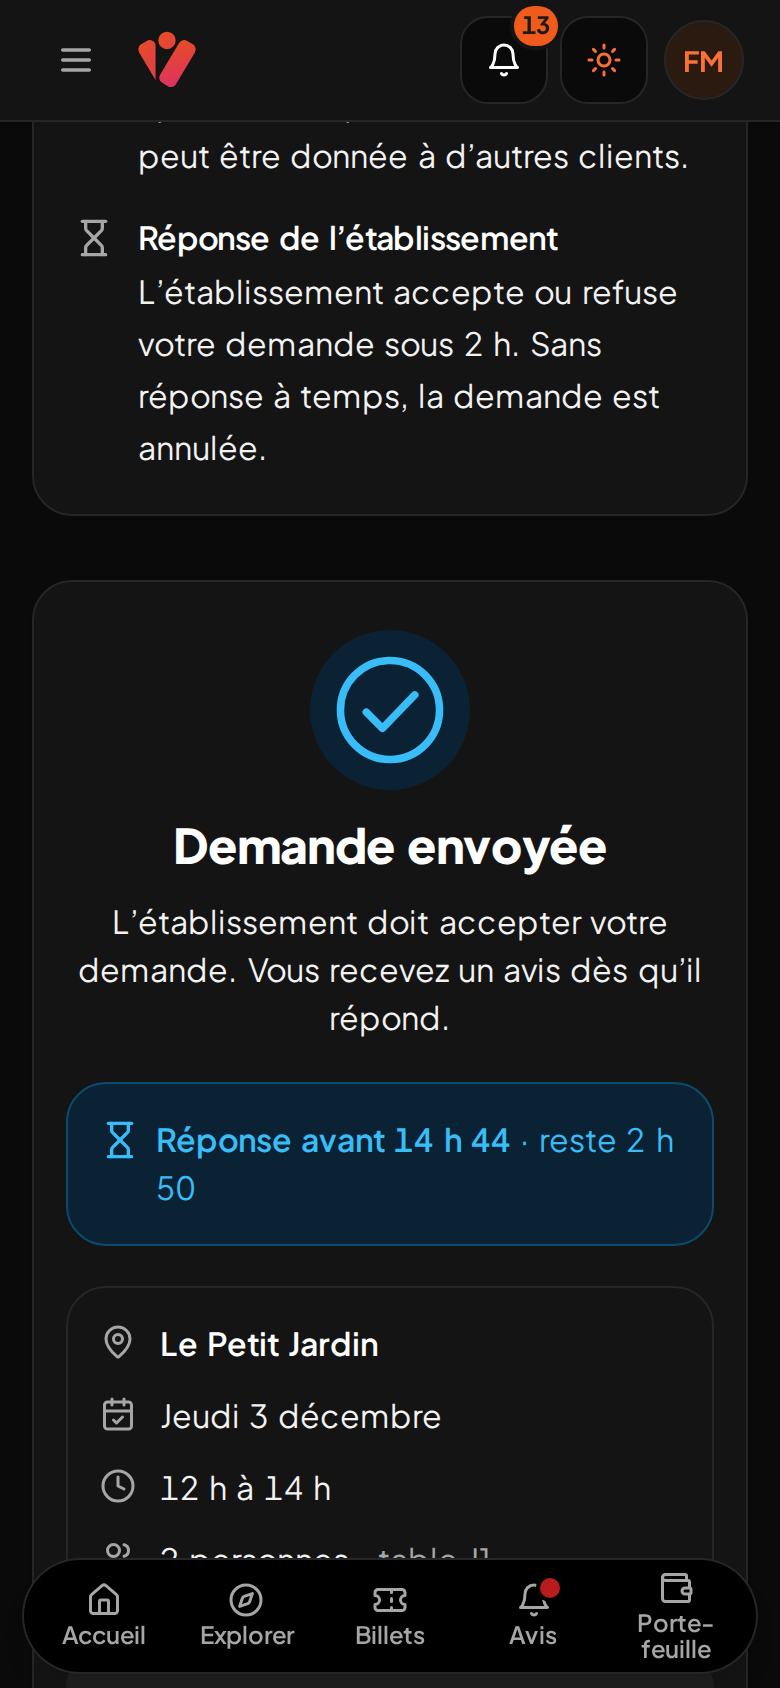 13
FM
peut être donnée à d’autres clients.
Réponse de l’établissement
L’établissement accepte ou refuse
votre demande sous 2 h. Sans
réponse à temps, la demande est
annulée.
Demande envoyée
L’établissement doit accepter votre
demande. Vous recevez un avis dès qu’il
répond.
Réponse avant 14 h 44 · reste 2 h
50
Le Petit Jardin
Jeudi 3 décembre
12 h à 14 h
personnes
Accueil
Explorer
Billets
Avis
Porte-
feuille